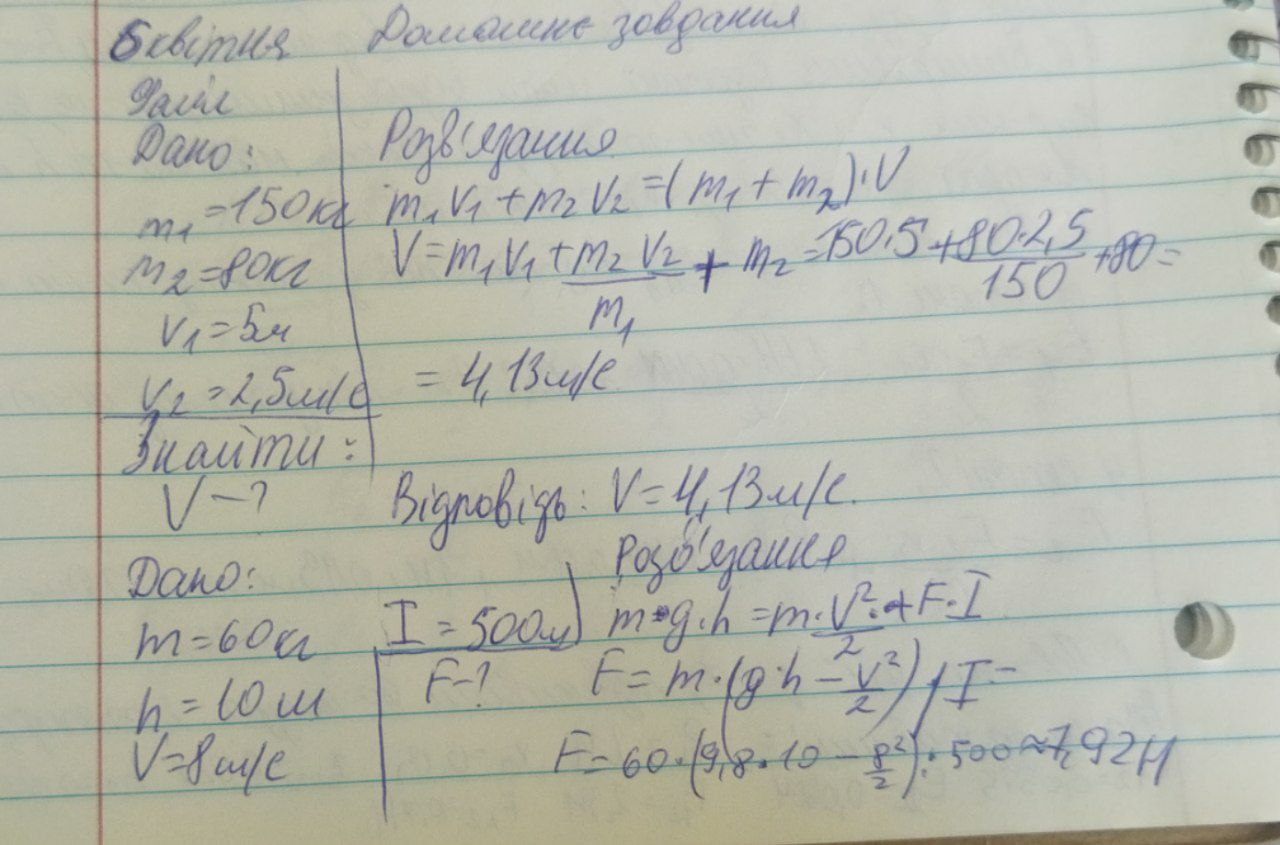 6 квітня Домашнє завдання
Дано:
m₁ = 150кг
m₂ = 80кг
v₁ = 5м
v₂ = 2,5м/с
Знайти:
V – ?
Розв'язання
m₁v₁ + m₂v₂ = (m₁ + m₂)·V
V = m₁v₁ + m₂v₂/m₁ + m₂ = 150·5 + 80·2,5/150 + 80 =
= 4,13м/с
Відповідь: V = 4,13м/с.
Дано:
m = 60кг
h = 10м
V = 8м/с
I = 500м
F – ?
Розв'язання
m·g·h = m·V²/2·+F·I
F = m·(g·h – V²/2)/I =
F = 60·(9,8·10 – 8²/2):500 ≈ 7,92Н